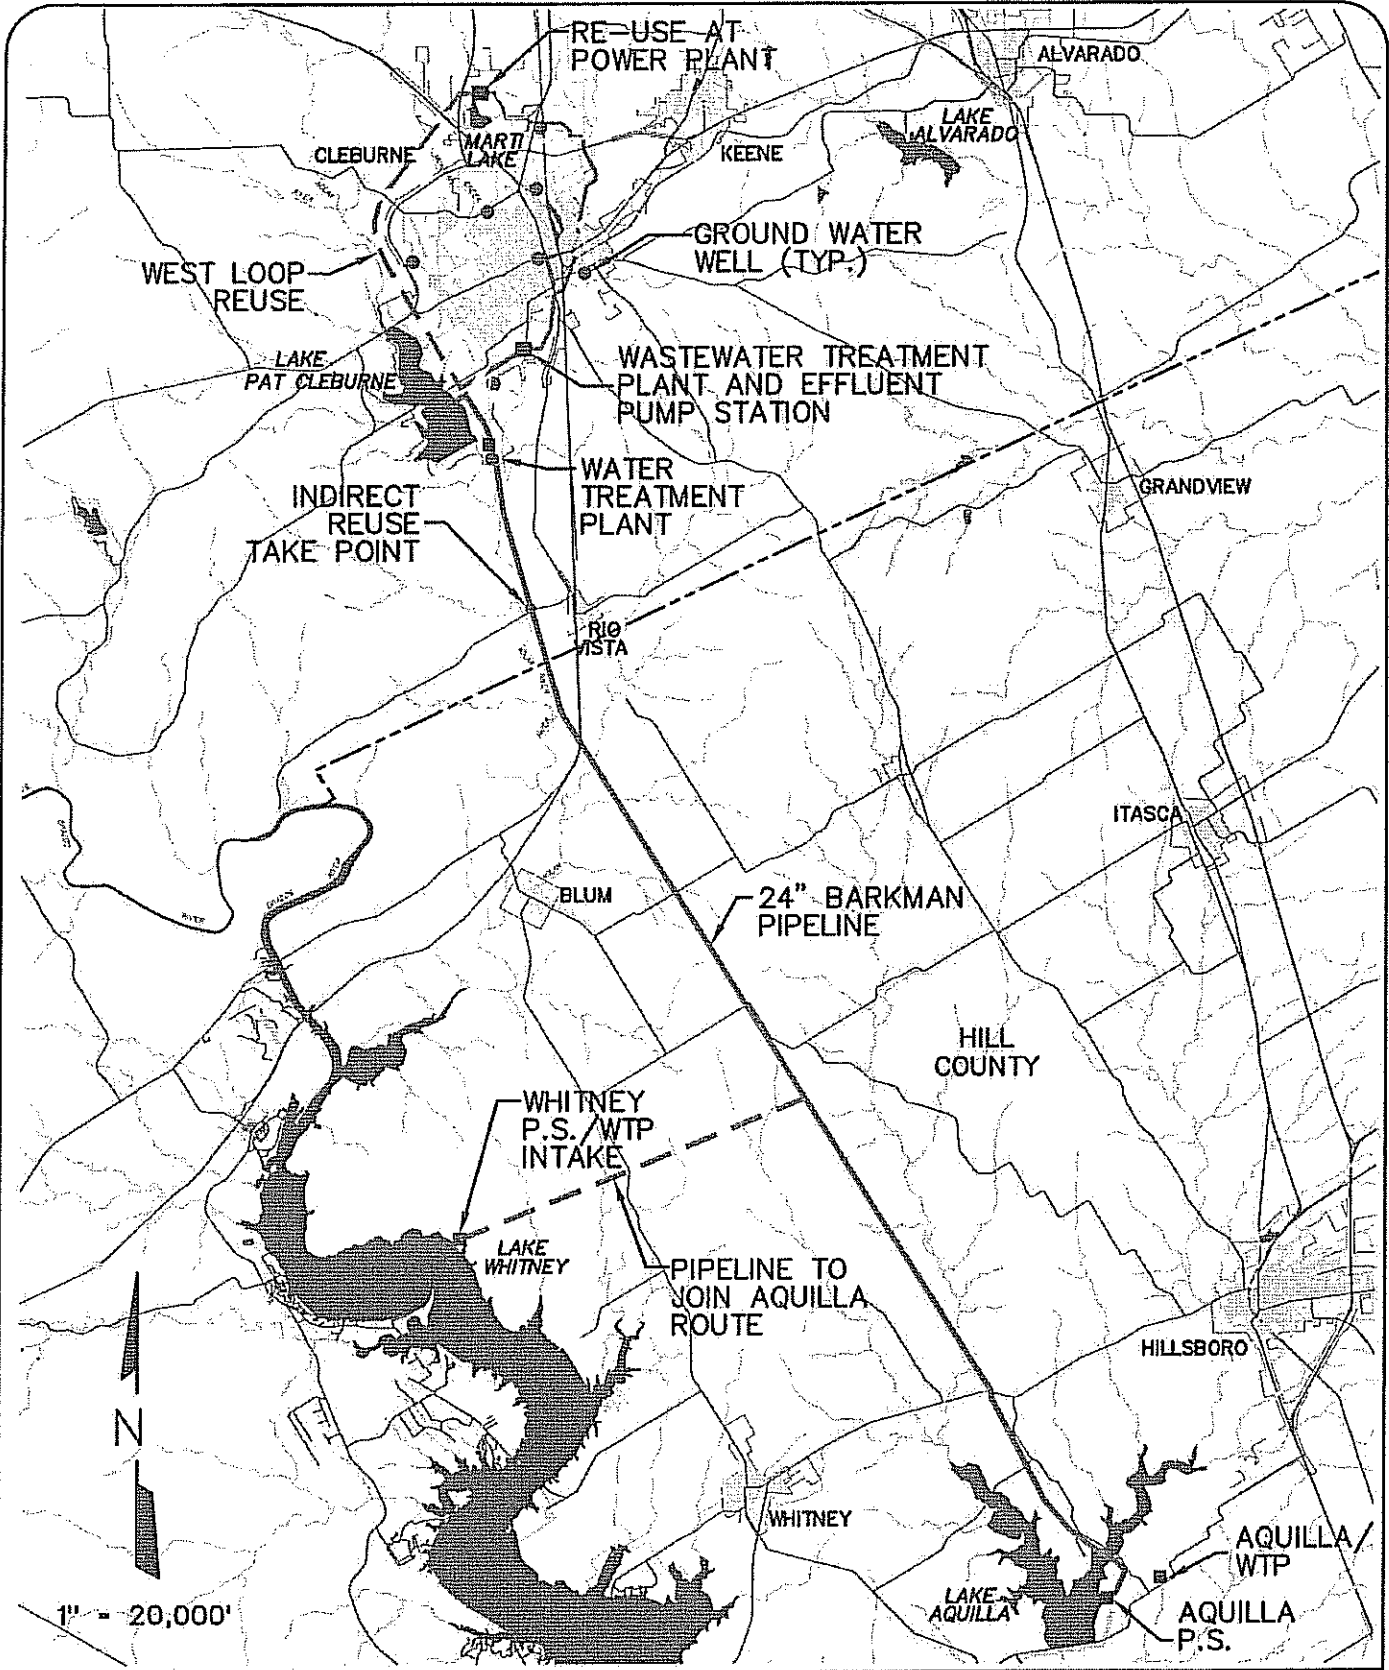 RE-USE AT
POWER PLANT
ALVARADO
LAKE
ALVARADO
MARTI
LAKE
CLEBURNE
KEENE
GROUND WATER
WELL (TYP.)
WEST LOOP
REUSE
LAKE
PAT CLEBURNE
WASTEWATER TREATMENT
PLANT AND EFFLUENT
PUMP STATION
WATER
TREATMENT
PLANT
INDIRECT
REUSE
TAKE POINT
GRANDVIEW
RIO
VISTA
ITASCA
BLUM
24" BARKMAN
PIPELINE
RIVER
HILL
COUNTY
WHITNEY
P.S./WTP
INTAKE
LAKE
WHITNEY
PIPELINE TO
JOIN AQUILLA
ROUTE
HILLSBORO
N
WHITNEY
AQUILLA/
WTP
LAKE
AQUILLA
AQUILLA
P.S.
1" = 20,000'